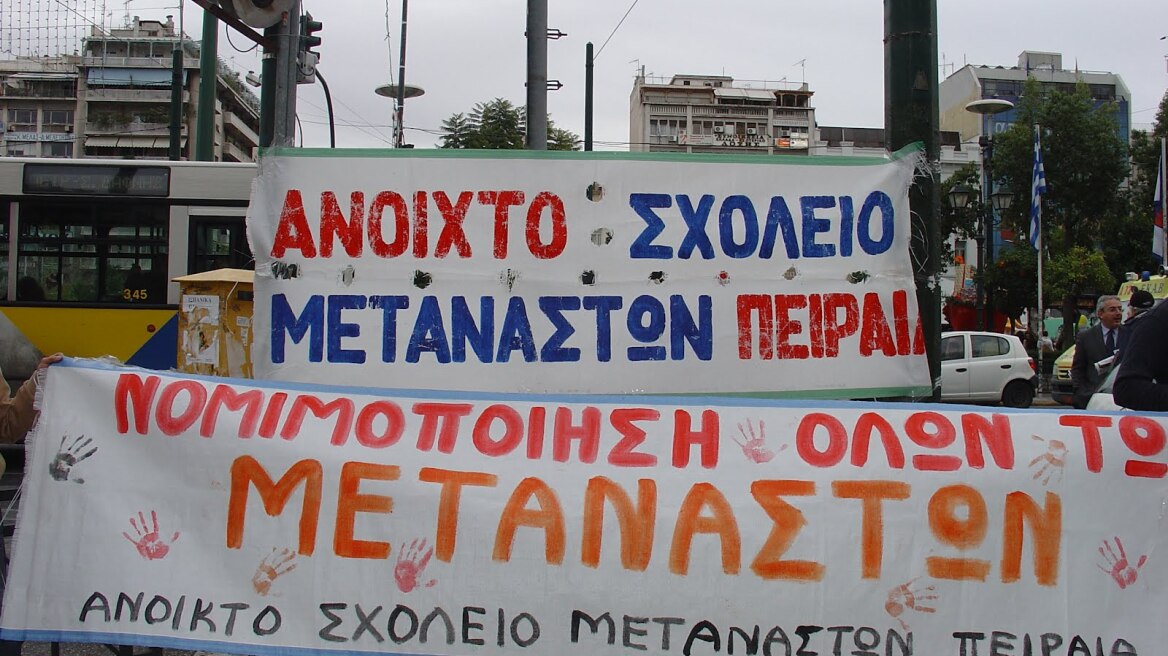 ΑΝΟΙΧΤΟ ΣΧΟΛΕΙΟ
ΜΕΤΑΝΑΣΤΩΝ ΠΕΙΡΑΙΑ
ΝΟΜΙΜΟΠΟΙΗΣΗ ΟΛΩΝ ΤΩ
ΜΕΤΑΝΑΣΤΩΝ
ΑΝΟΙΚΤΟ ΣΧΟΛΕΙΟ ΜΕΤΑΝΑΣΤΩΝ ΠΕΙΡΑΙΑ
345